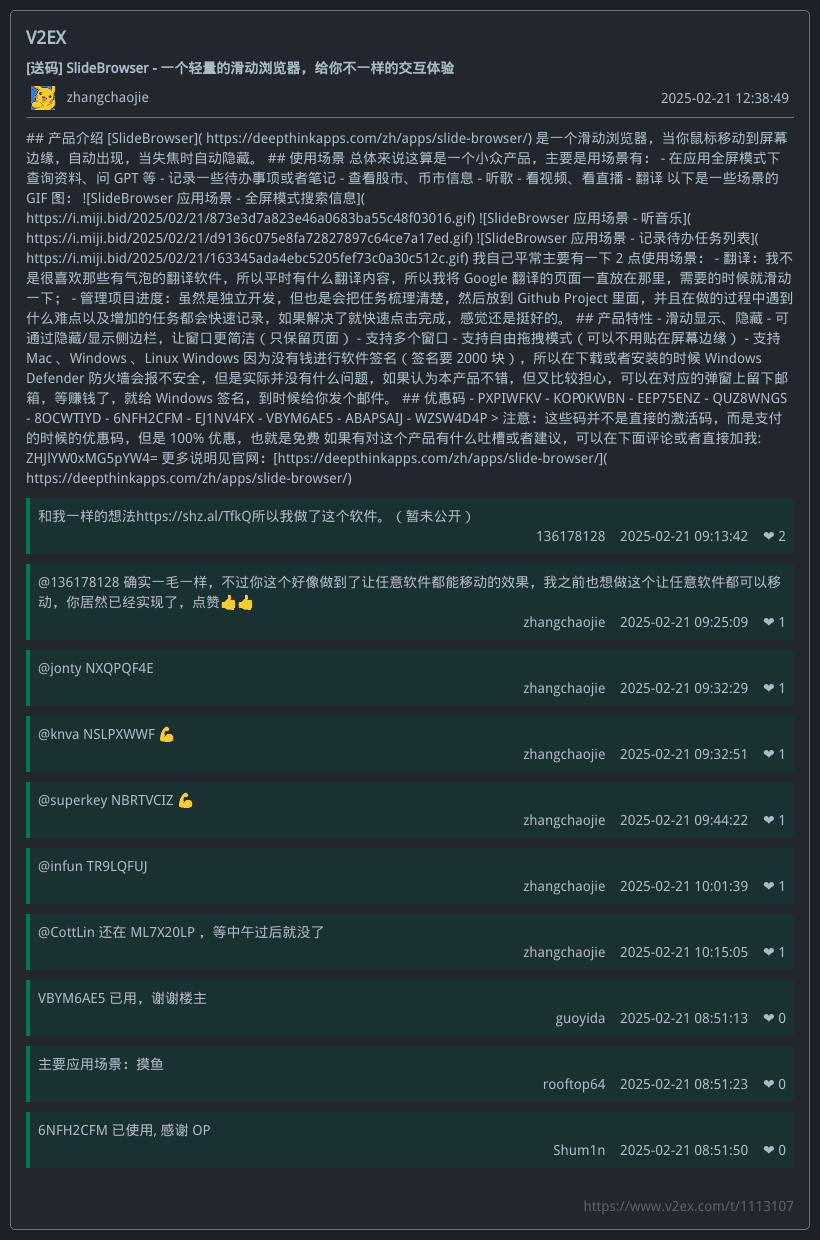 V2EX
[送码] SlideBrowser - 一个轻量的滑动浏览器，给你不一样的交互体验
zhangchaojie
2025-02-21 12:38:49
## 产品介绍 [SlideBrowser]( https://deepthinkapps.com/zh/apps/slide-browser/) 是一个滑动浏览器，当你鼠标移动到屏幕
边缘，自动出现，当失焦时自动隐藏。 ## 使用场景 总体来说这算是一个小众产品，主要是用场景有： - 在应用全屏模式下
查询资料、问 GPT 等 - 记录一些待办事项或者笔记 - 查看股市、币市信息 - 听歌 - 看视频、看直播 - 翻译 以下是一些场景的
GIF 图： ![SlideBrowser 应用场景 - 全屏模式搜索信息](
https://i.miji.bid/2025/02/21/873e3d7a823e46a0683ba55c48f03016.gif) ![SlideBrowser 应用场景 - 听音乐](
https://i.miji.bid/2025/02/21/d9136c075e8fa72827897c64ce7a17ed.gif) ![SlideBrowser 应用场景 - 记录待办任务列表](
https://i.miji.bid/2025/02/21/163345ada4ebc5205fef73c0a30c512c.gif) 我自己平常主要有一下 2 点使用场景： - 翻译：我不
是很喜欢那些有气泡的翻译软件，所以平时有什么翻译内容，所以我将 Google 翻译的页面一直放在那里，需要的时候就滑动
一下； - 管理项目进度：虽然是独立开发，但也是会把任务梳理清楚，然后放到 Github Project 里面，并且在做的过程中遇到
什么难点以及增加的任务都会快速记录，如果解决了就快速点击完成，感觉还是挺好的。 ## 产品特性 - 滑动显示、隐藏 - 可
通过隐藏/显示侧边栏，让窗口更简洁（只保留页面） - 支持多个窗口 - 支持自由拖拽模式（可以不用贴在屏幕边缘） - 支持
Mac 、Windows 、Linux Windows 因为没有钱进行软件签名（签名要 2000 块），所以在下载或者安装的时候 Windows
Defender 防火墙会报不安全，但是实际并没有什么问题，如果认为本产品不错，但又比较担心，可以在对应的弹窗上留下邮
箱，等赚钱了，就给 Windows 签名，到时候给你发个邮件。 ## 优惠码 - PXPIWFKV - KOP0KWBN - EEP75ENZ - QUZ8WNGS
- 8OCWTIYD - 6NFH2CFM - EJ1NV4FX - VBYM6AE5 - ABAPSAIJ - WZSW4D4P > 注意：这些码并不是直接的激活码，而是支付
的时候的优惠码，但是 100% 优惠，也就是免费 如果有对这个产品有什么吐槽或者建议，可以在下面评论或者直接加我:
ZHJlYW0xMG5pYW4= 更多说明见官网：[https://deepthinkapps.com/zh/apps/slide-browser/](
https://deepthinkapps.com/zh/apps/slide-browser/)
和我一样的想法https://shz.al/TfkQ所以我做了这个软件。（暂未公开）
136178128 2025-02-21 09:13:42 ❤ 2
@136178128 确实一毛一样，不过你这个好像做到了让任意软件都能移动的效果，我之前也想做这个让任意软件都可以移
动，你居然已经实现了，点赞👍👍
zhangchaojie 2025-02-21 09:25:09 ❤ 1
@jonty NXQPQF4E
zhangchaojie 2025-02-21 09:32:29 ❤ 1
@knva NSLPXWWF 💪
zhangchaojie 2025-02-21 09:32:51 ❤ 1
@superkey NBRTVCIZ 💪
zhangchaojie 2025-02-21 09:44:22 ❤ 1
@infun TR9LQFUJ
zhangchaojie 2025-02-21 10:01:39 ❤ 1
@CottLin 还在 ML7X20LP ，等中午过后就没了
zhangchaojie 2025-02-21 10:15:05 ❤ 1
VBYM6AE5 已用，谢谢楼主
guoyida 2025-02-21 08:51:13 ❤ 0
主要应用场景：摸鱼
rooftop64 2025-02-21 08:51:23 ❤ 0
6NFH2CFM 已使用, 感谢 OP
Shum1n 2025-02-21 08:51:50 ❤ 0
https://www.v2ex.com/t/1113107